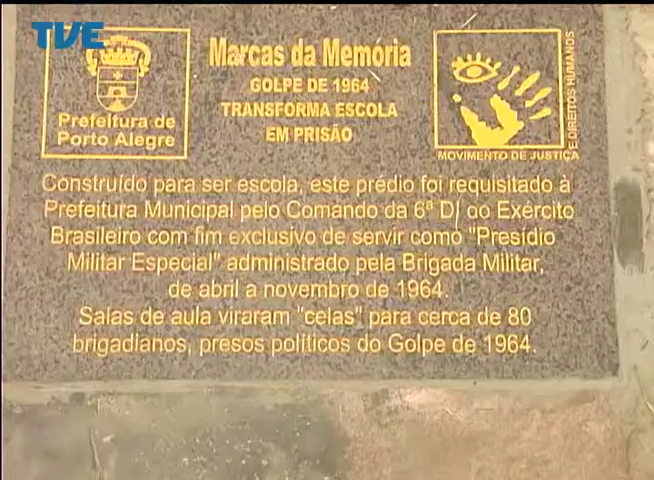 TVE
Prefeitura de
Porto Alegre
Marcas da Memória
GOLPE DE 1964
TRANSFORMA ESCOLA
EM PRISÃO
MOVIMENTO DE JUSTIÇA
E DIREITOS HUMANOS
Construído para ser escola, este prédio foi requisitado à
Prefeitura Municipal pelo Comando da 6ª D/ do Exército
Brasileiro com fim exclusivo de servir como "Presídio
Militar Especial" administrado pela Brigada Militar,
de abril a novembro de 1964.
Salas de aula viraram "celas" para cerca de 80
brigadianos, presos políticos do Golpe de 1964.